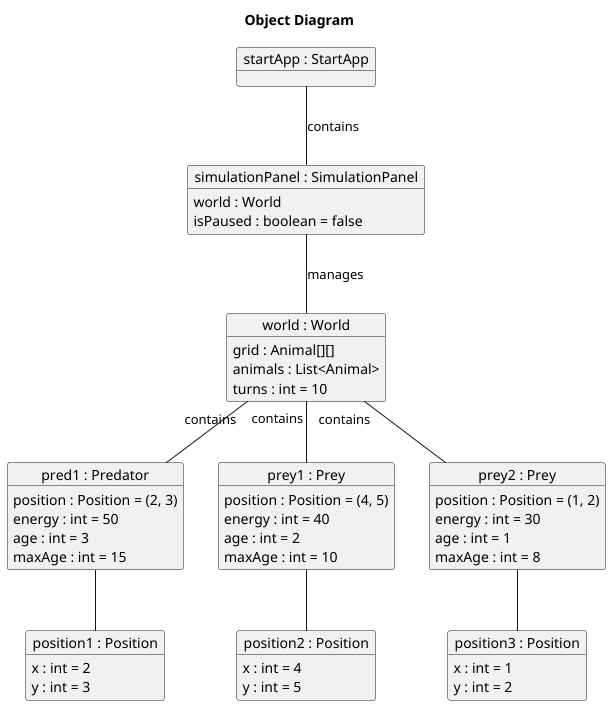 Object Diagram
startApp : StartApp
contains
simulationPanel : SimulationPanel
world : World
isPaused : boolean = false
manages
world : World
grid : Animal[][]
animals : List<Animal>
turns : int = 10
contains
contains
contains
pred1 : Predator
position : Position = (2, 3)
energy : int = 50
age : int = 3
maxAge : int = 15
prey1 : Prey
position : Position = (4, 5)
energy : int = 40
age : int = 2
maxAge : int = 10
prey2 : Prey
position : Position = (1, 2)
energy : int = 30
age : int = 1
maxAge : int = 8
position1 : Position
x : int = 2
y : int = 3
position2 : Position
x : int = 4
y : int = 5
position3 : Position
x : int = 1
y : int = 2